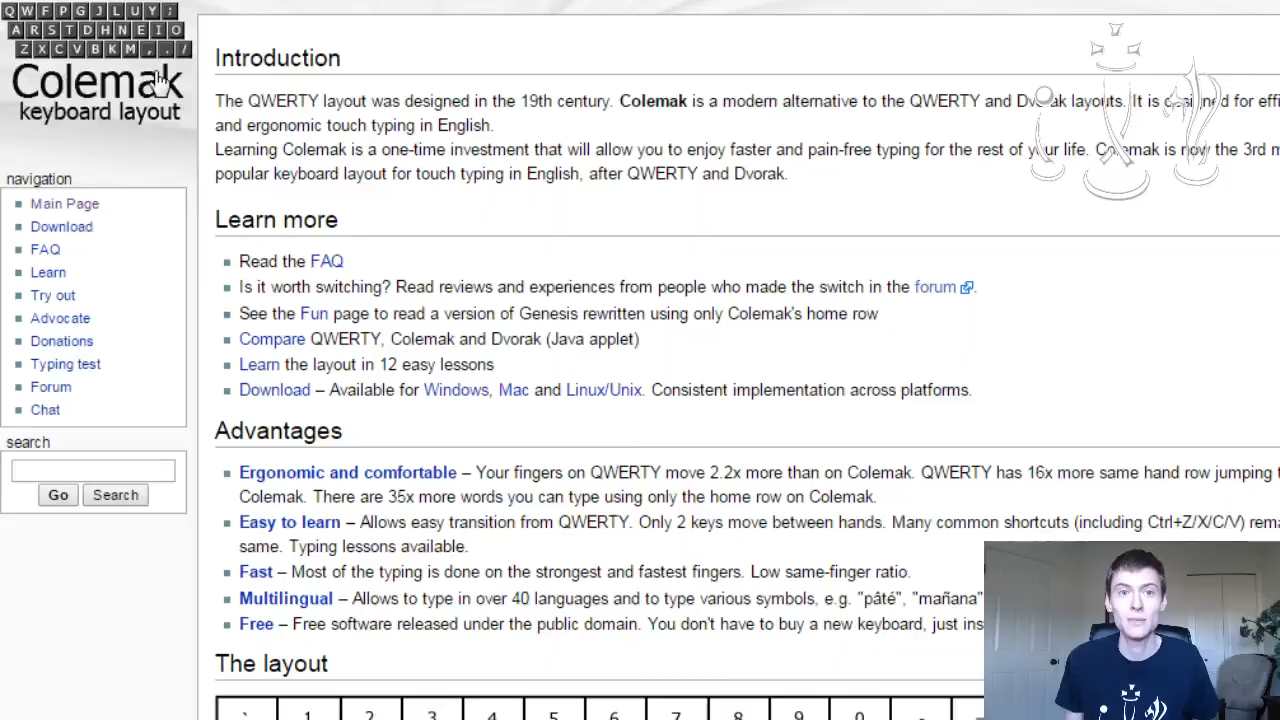 Q W F P G J L U Y ;
A R S T D H N E I O
Z X C V B K M , . /
Colemak
keyboard layout
navigation
Main Page
Download
FAQ
Learn
Try out
Advocate
Donations
Typing test
Forum
Chat
search
Go Search
Introduction
The QWERTY layout was designed in the 19th century. Colemak is a modern alternative to the QWERTY and Dvorak layouts. It is designed for effi
and ergonomic touch typing in English.
Learning Colemak is a one-time investment that will allow you to enjoy faster and pain-free typing for the rest of your life. Colemak is now the 3rd m
popular keyboard layout for touch typing in English, after QWERTY and Dvorak.
Learn more
Read the FAQ
Is it worth switching? Read reviews and experiences from people who made the switch in the forum.
See the Fun page to read a version of Genesis rewritten using only Colemak's home row
Compare QWERTY, Colemak and Dvorak (Java applet)
Learn the layout in 12 easy lessons
Download – Available for Windows, Mac and Linux/Unix. Consistent implementation across platforms.
Advantages
Ergonomic and comfortable – Your fingers on QWERTY move 2.2x more than on Colemak. QWERTY has 16x more same hand row jumping t
Colemak. There are 35x more words you can type using only the home row on Colemak.
Easy to learn – Allows easy transition from QWERTY. Only 2 keys move between hands. Many common shortcuts (including Ctrl+Z/X/C/V) rema
same. Typing lessons available.
Fast – Most of the typing is done on the strongest and fastest fingers. Low same-finger ratio.
Multilingual – Allows to type in over 40 languages and to type various symbols, e.g. "pâté", "mañana"
Free – Free software released under the public domain. You don't have to buy a new keyboard, just ins
The layout
` 1 2 3 4 5 6 7 8 9 0 -